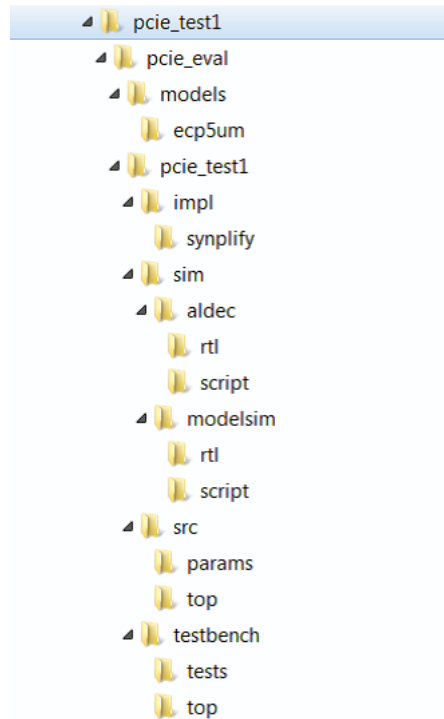 pcie_test1
pcie_eval
models
ecp5um
pcie_test1
impl
synplify
sim
aldec
rtl
script
modelsim
rtl
script
src
params
top
testbench
tests
top